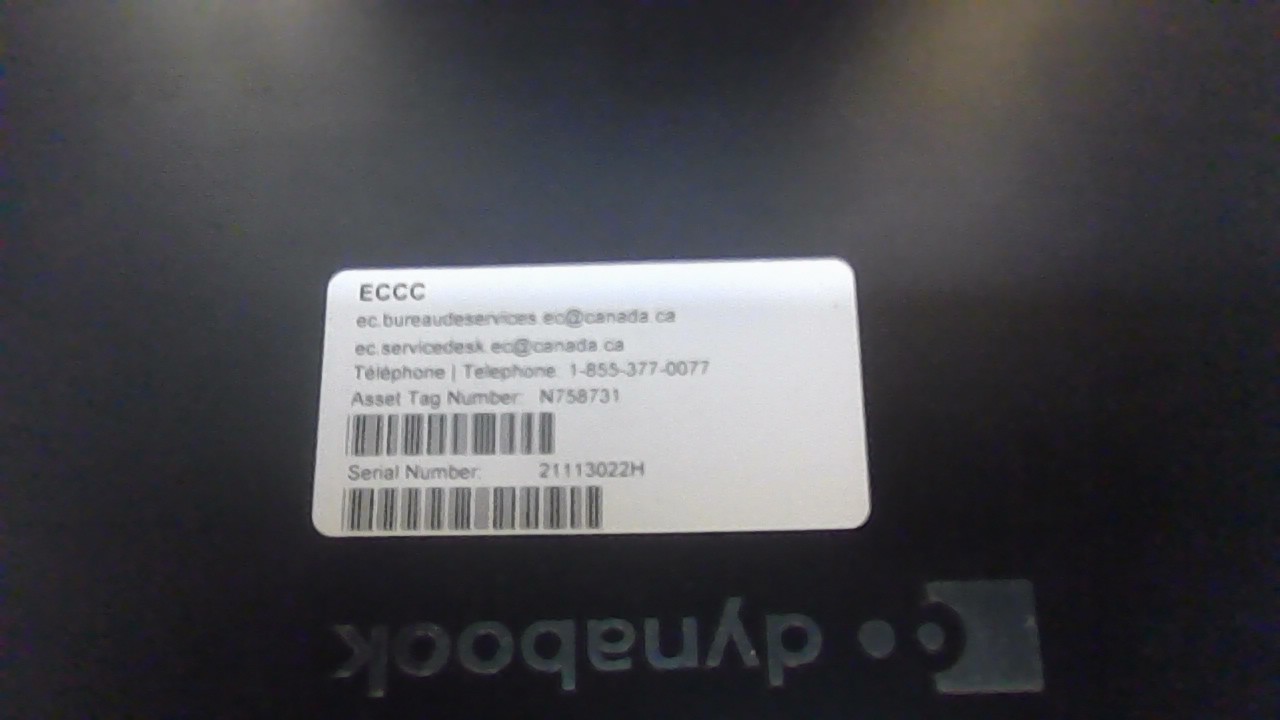 ECCC
ec.bureaudeservices.ec@canada.ca
ec.servicedesk.ec@canada.ca
Téléphone | Telephone: 1-855-377-0077
Asset Tag Number: N758731
Serial Number: 21113022H
dynabook